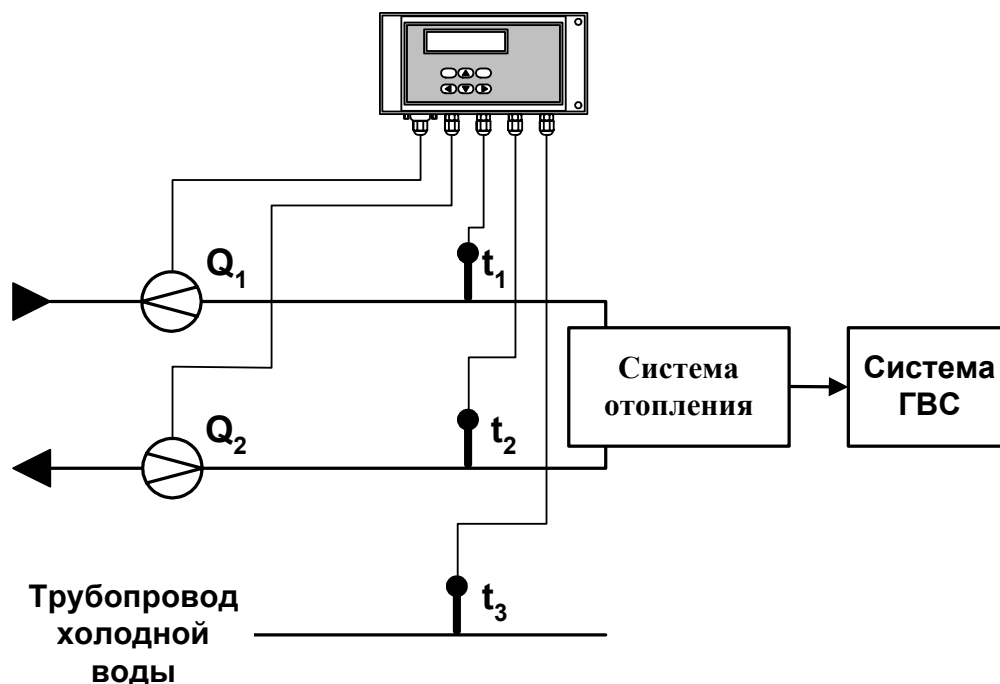 Q1
t1
Система
отопления
Система
ГВС
Q2
t2
t3
Трубопровод
холодной
воды